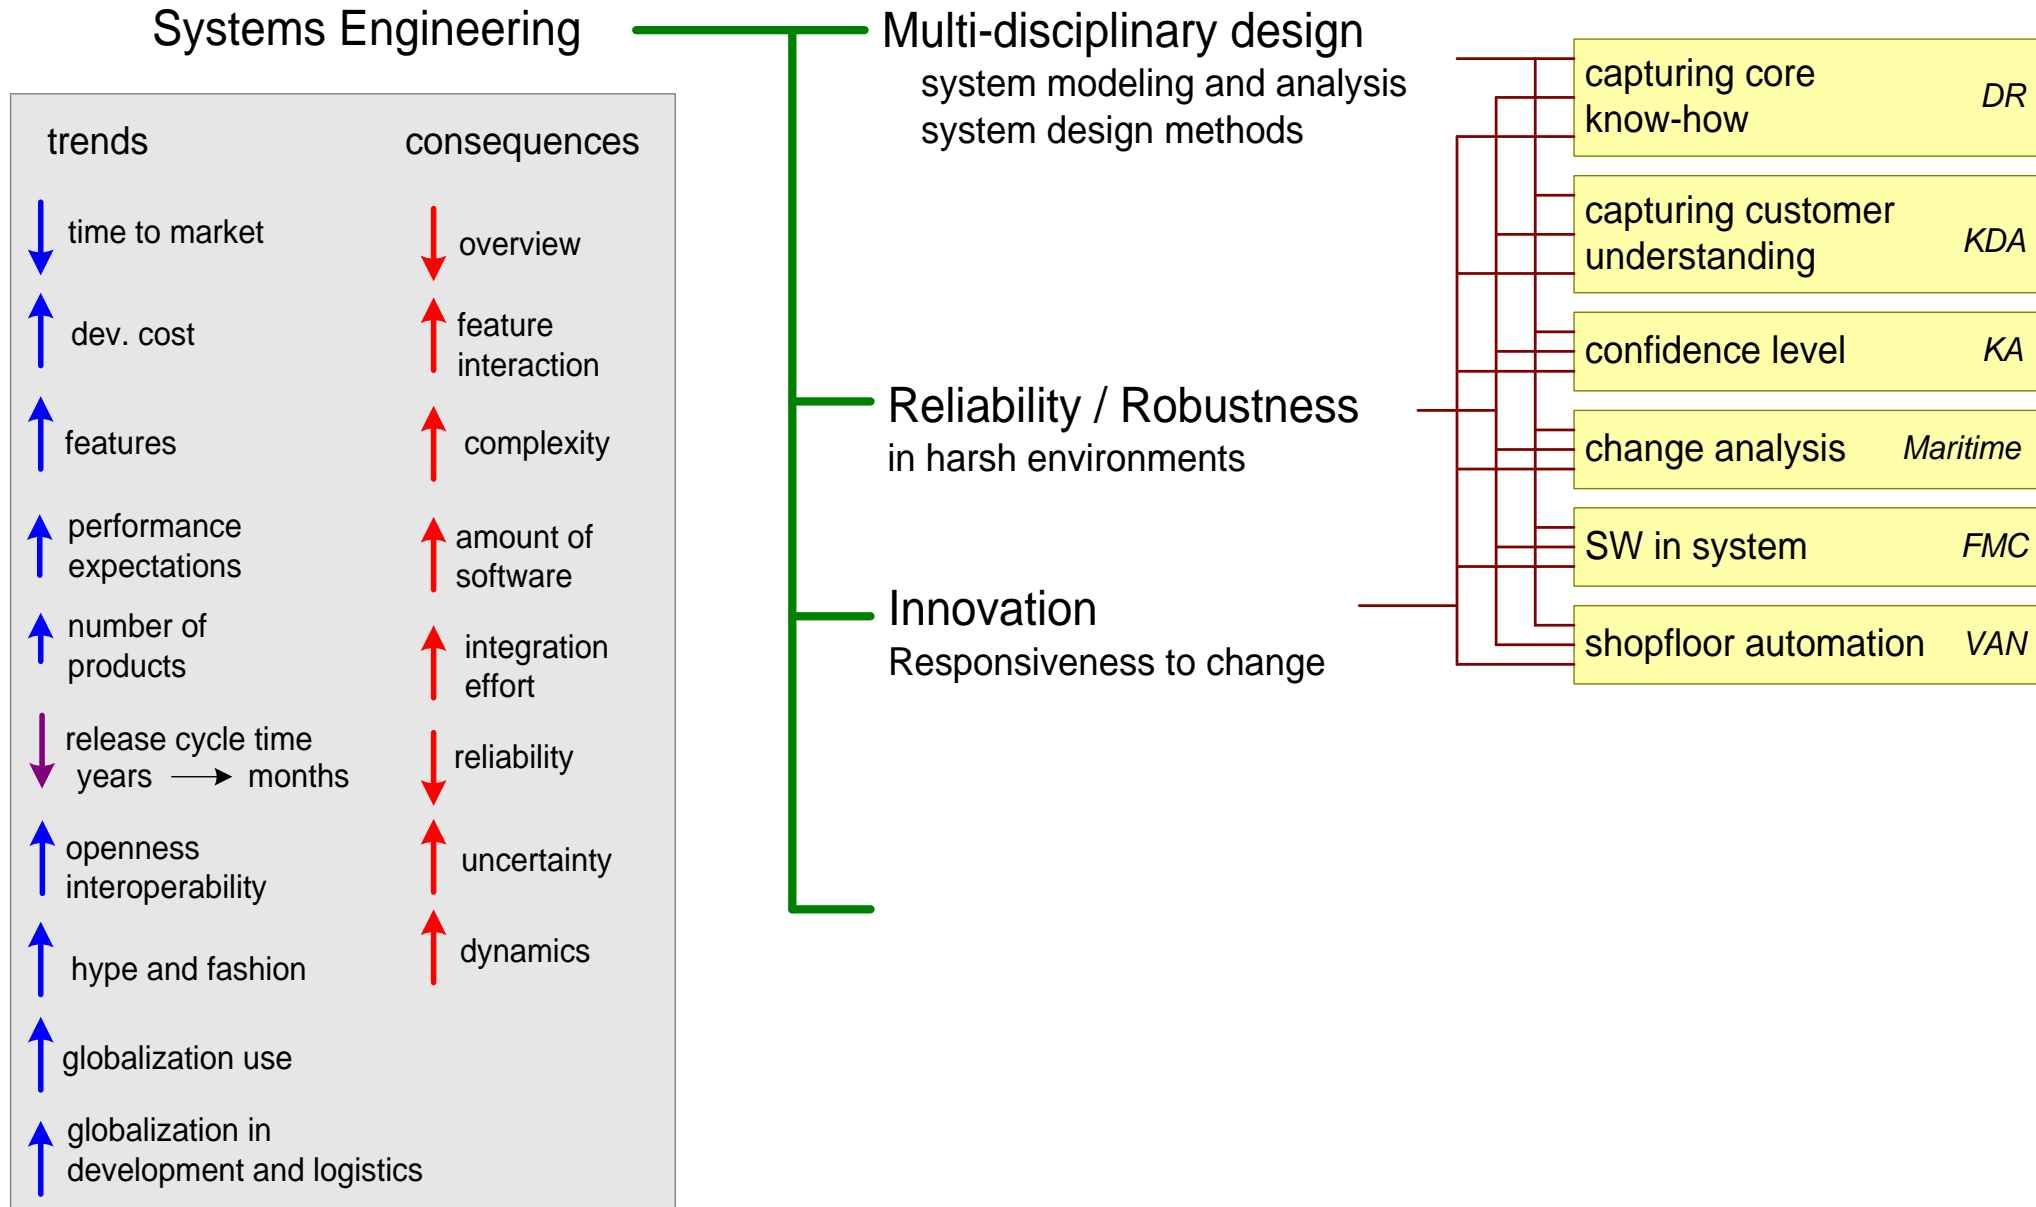 Systems Engineering
trends
consequences
time to market
dev. cost
features
performance
expectations
number of
products
release cycle time
years months
openness
interoperability
hype and fashion
globalization use
globalization in
development and logistics
overview
feature
interaction
complexity
amount of
software
integration
effort
reliability
uncertainty
dynamics
Multi-disciplinary design
system modeling and analysis
system design methods
Reliability / Robustness
in harsh environments
Innovation
Responsiveness to change
capturing core
know-how
DR
capturing customer
understanding
KDA
confidence level KA
change analysis Maritime
SW in system FMC
shopfloor automation VAN